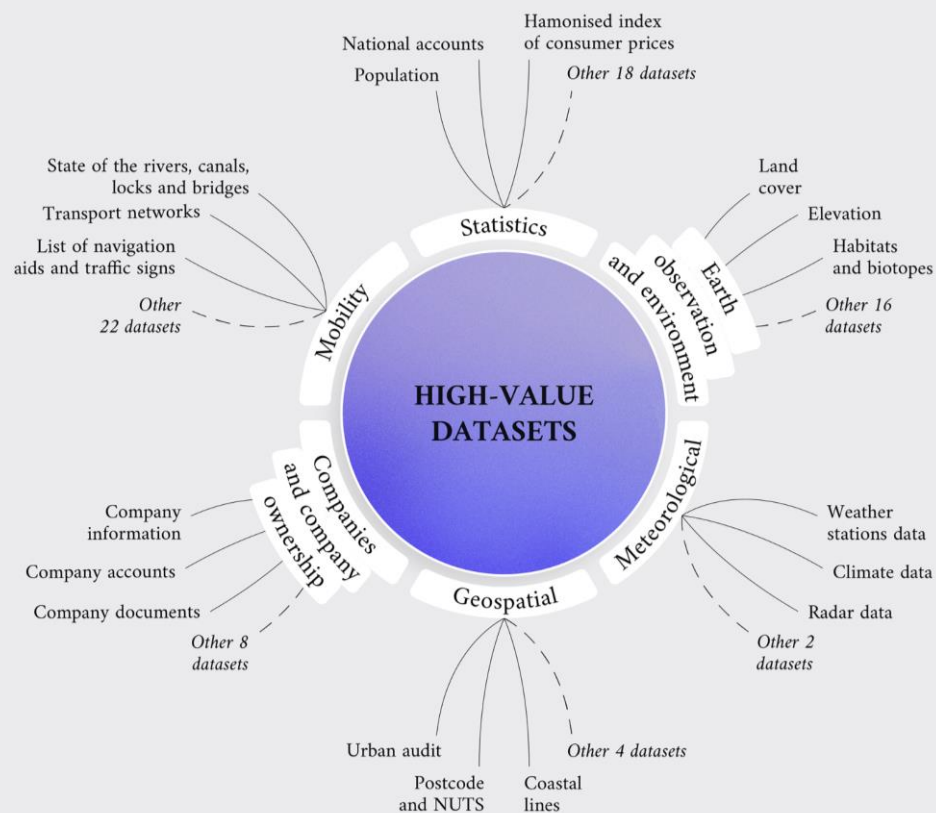 Hamonised index
of consumer prices
National accounts
Other 18 datasets
Population
State of the rivers, canals,
locks and bridges
Transport networks
List of navigation
aids and traffic signs
Other
22 datasets
Mobility
Statistics
Earth
observation
and environment
Land
cover
Elevation
Habitats
and biotopes
Other 16
datasets
HIGH-VALUE
DATASETS
Companies
and company
ownership
Company
information
Company accounts
Company documents
Other 8
datasets
Meteorological
Weather
stations data
Climate data
Radar data
Other 2
datasets
Geospatial
Urban audit
Postcode
and NUTS
Coastal
lines
Other 4 datasets